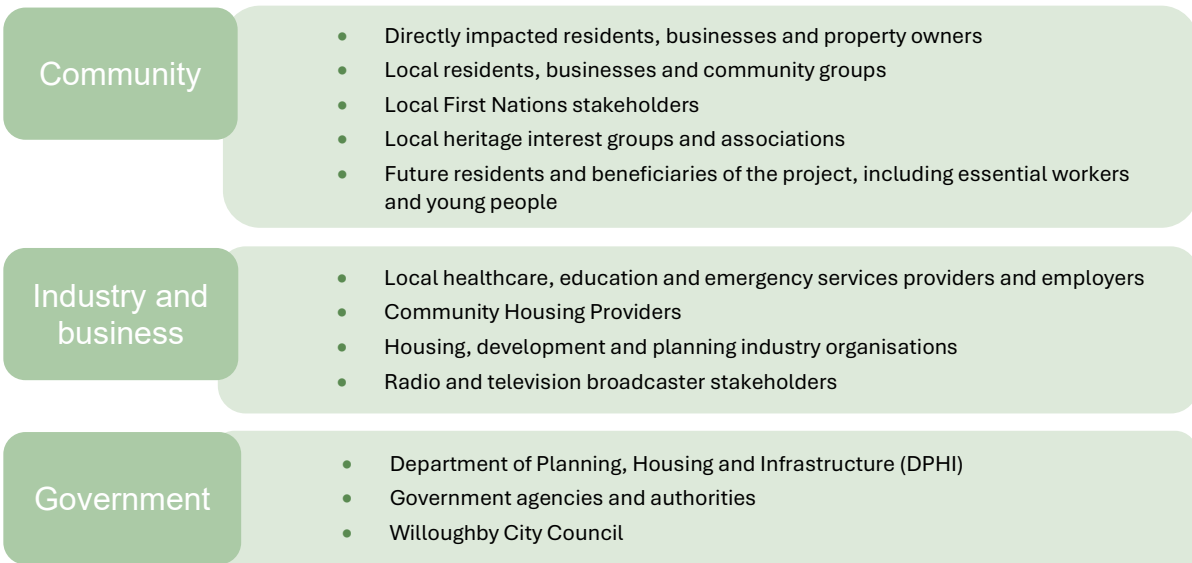 Community
Directly impacted residents, businesses and property owners
Local residents, businesses and community groups
Local First Nations stakeholders
Local heritage interest groups and associations
Future residents and beneficiaries of the project, including essential workers
and young people
Industry and
business
Local healthcare, education and emergency services providers and employers
Community Housing Providers
Housing, development and planning industry organisations
Radio and television broadcaster stakeholders
Government
Department of Planning, Housing and Infrastructure (DPHI)
Government agencies and authorities
Willoughby City Council